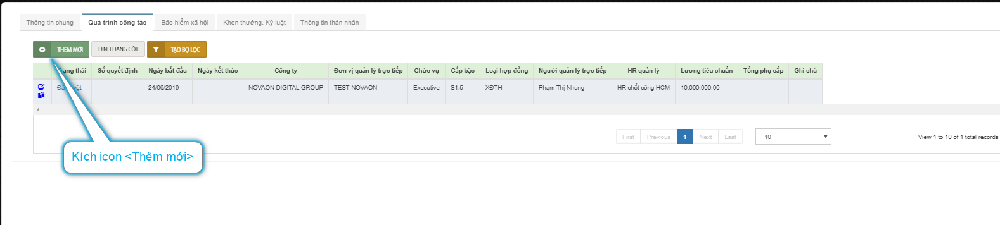 Thông tin chung Quá trình công tác Bảo hiểm xã hội Khen thưởng, Kỷ luật Thông tin thân nhân
THÊM MỚI ĐỊNH DẠNG CỘT TẠO BỘ LỌC
thái Số quyết định Ngày bắt đầu Ngày kết thúc Công ty Đơn vị quản lý trực tiếp Chức vụ Cấp bậc Loại hợp đồng Người quản lý trực tiếp HR quản lý Lương tiêu chuẩn Tổng phụ cấp Ghi chú
24/06/2019 NOVAON DIGITAL GROUP TEST NOVAON Executive S1.5 XĐTH Phạm Thị Nhung HR chốt công HCM 10,000,000.00
First Previous 1 Next Last 10 View 1 to 10 of 1 total records
Kích icon <Thêm mới>